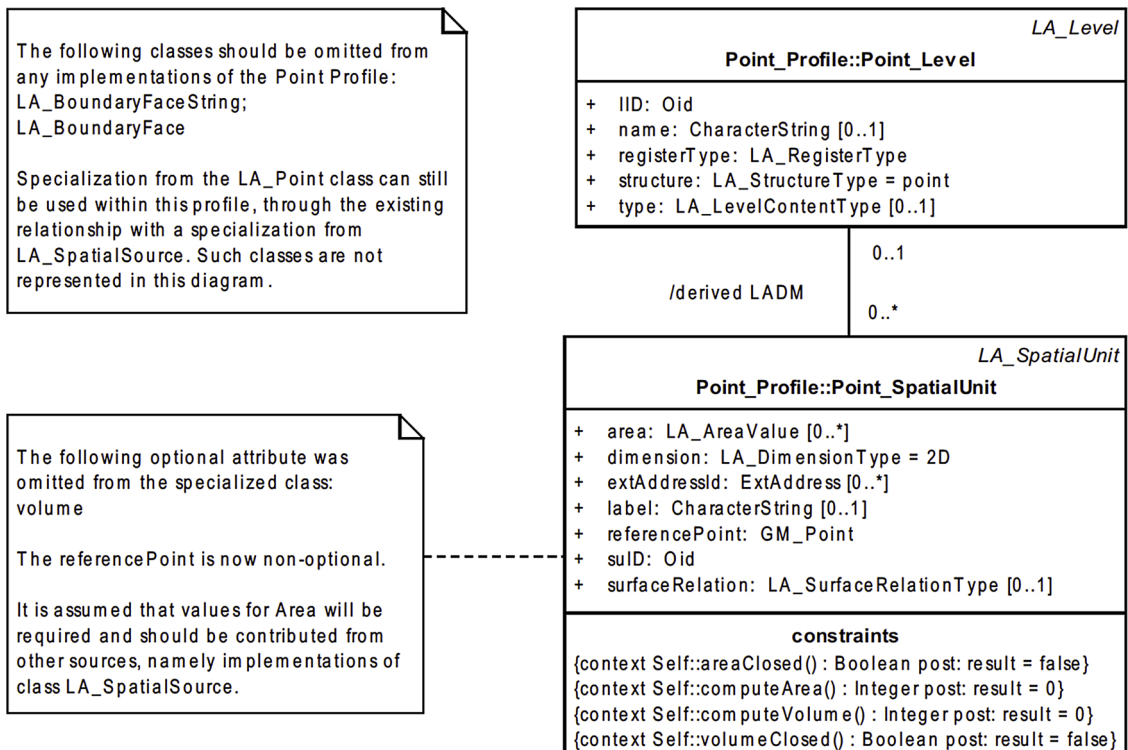 The following classes should be omitted from
any implementations of the Point Profile:
LA_BoundaryFaceString;
LA_BoundaryFace
Specialization from the LA_Point class can still
be used within this profile, through the existing
relationship with a specialization from
LA_SpatialSource. Such classes are not
represented in this diagram.
LA_Level
Point_Profile::Point_Level
+ lID: Oid
+ name: CharacterString [0..1]
+ registerType: LA_RegisterType
+ structure: LA_StructureType = point
+ type: LA_LevelContentType [0..1]
0..1
/derived LADM
0..*
The following optional attribute was
omitted from the specialized class:
volume
The referencePoint is now non-optional.
It is assumed that values for Area will be
required and should be contributed from
other sources, namely implementations of
class LA_SpatialSource.
LA_SpatialUnit
Point_Profile::Point_SpatialUnit
+ area: LA_AreaValue [0..*]
+ dimension: LA_DimensionType = 2D
+ extAddressId: ExtAddress [0..*]
+ label: CharacterString [0..1]
+ referencePoint: GM_Point
+ suID: Oid
+ surfaceRelation: LA_SurfaceRelationType [0..1]
constraints
{context Self::areaClosed() : Boolean post: result = false}
{context Self::computeArea() : Integer post: result = 0}
{context Self::computeVolume() : Integer post: result = 0}
{context Self::volumeClosed() : Boolean post: result = false}